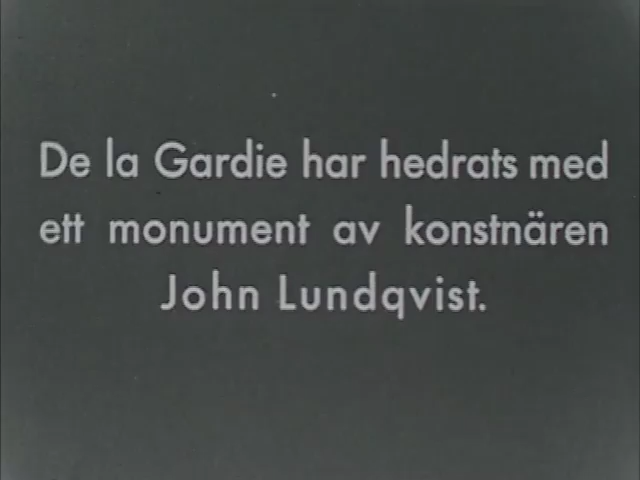 De la Gardie har hedrats med
ett monument av konstnären
John Lundqvist.